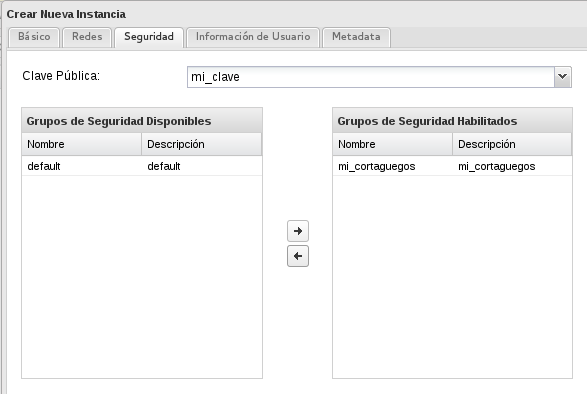 Crear Nueva Instancia
Básico Redes Seguridad Información de Usuario Metadata
Clave Pública: mi_clave
Grupos de Seguridad Disponibles Grupos de Seguridad Habilitados
Nombre Descripción Nombre Descripción
default default mi_cortaguegos mi_cortaguegos